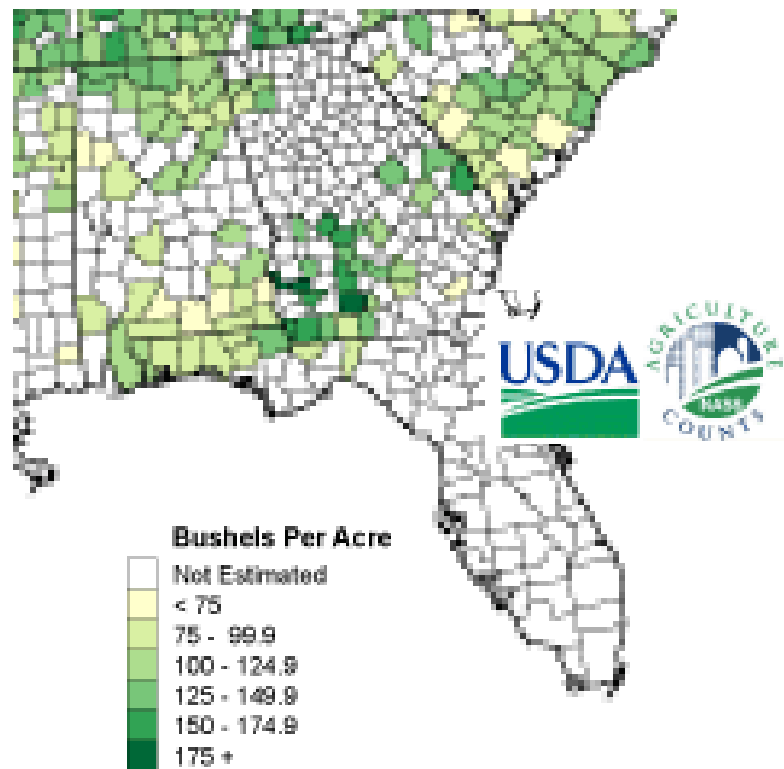 USDA
AGRICULTURE
NASS
COUNTS
Bushels Per Acre
Not Estimated
< 75
75 - 99.9
100 - 124.9
125 - 149.9
150 - 174.9
175 +